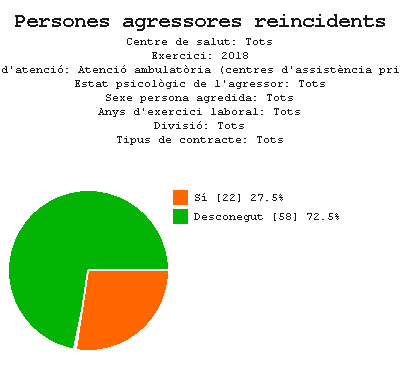 Persones agressores reincidents
Centre de salut: Tots
Exercici: 2018
d'atenció: Atenció ambulatòria (centres d'assistència pri
Estat psicològic de l'agressor: Tots
Sexe persona agredida: Tots
Anys d'exercici laboral: Tots
Divisió: Tots
Tipus de contracte: Tots
Sí [22] 27.5%
Desconegut [58] 72.5%